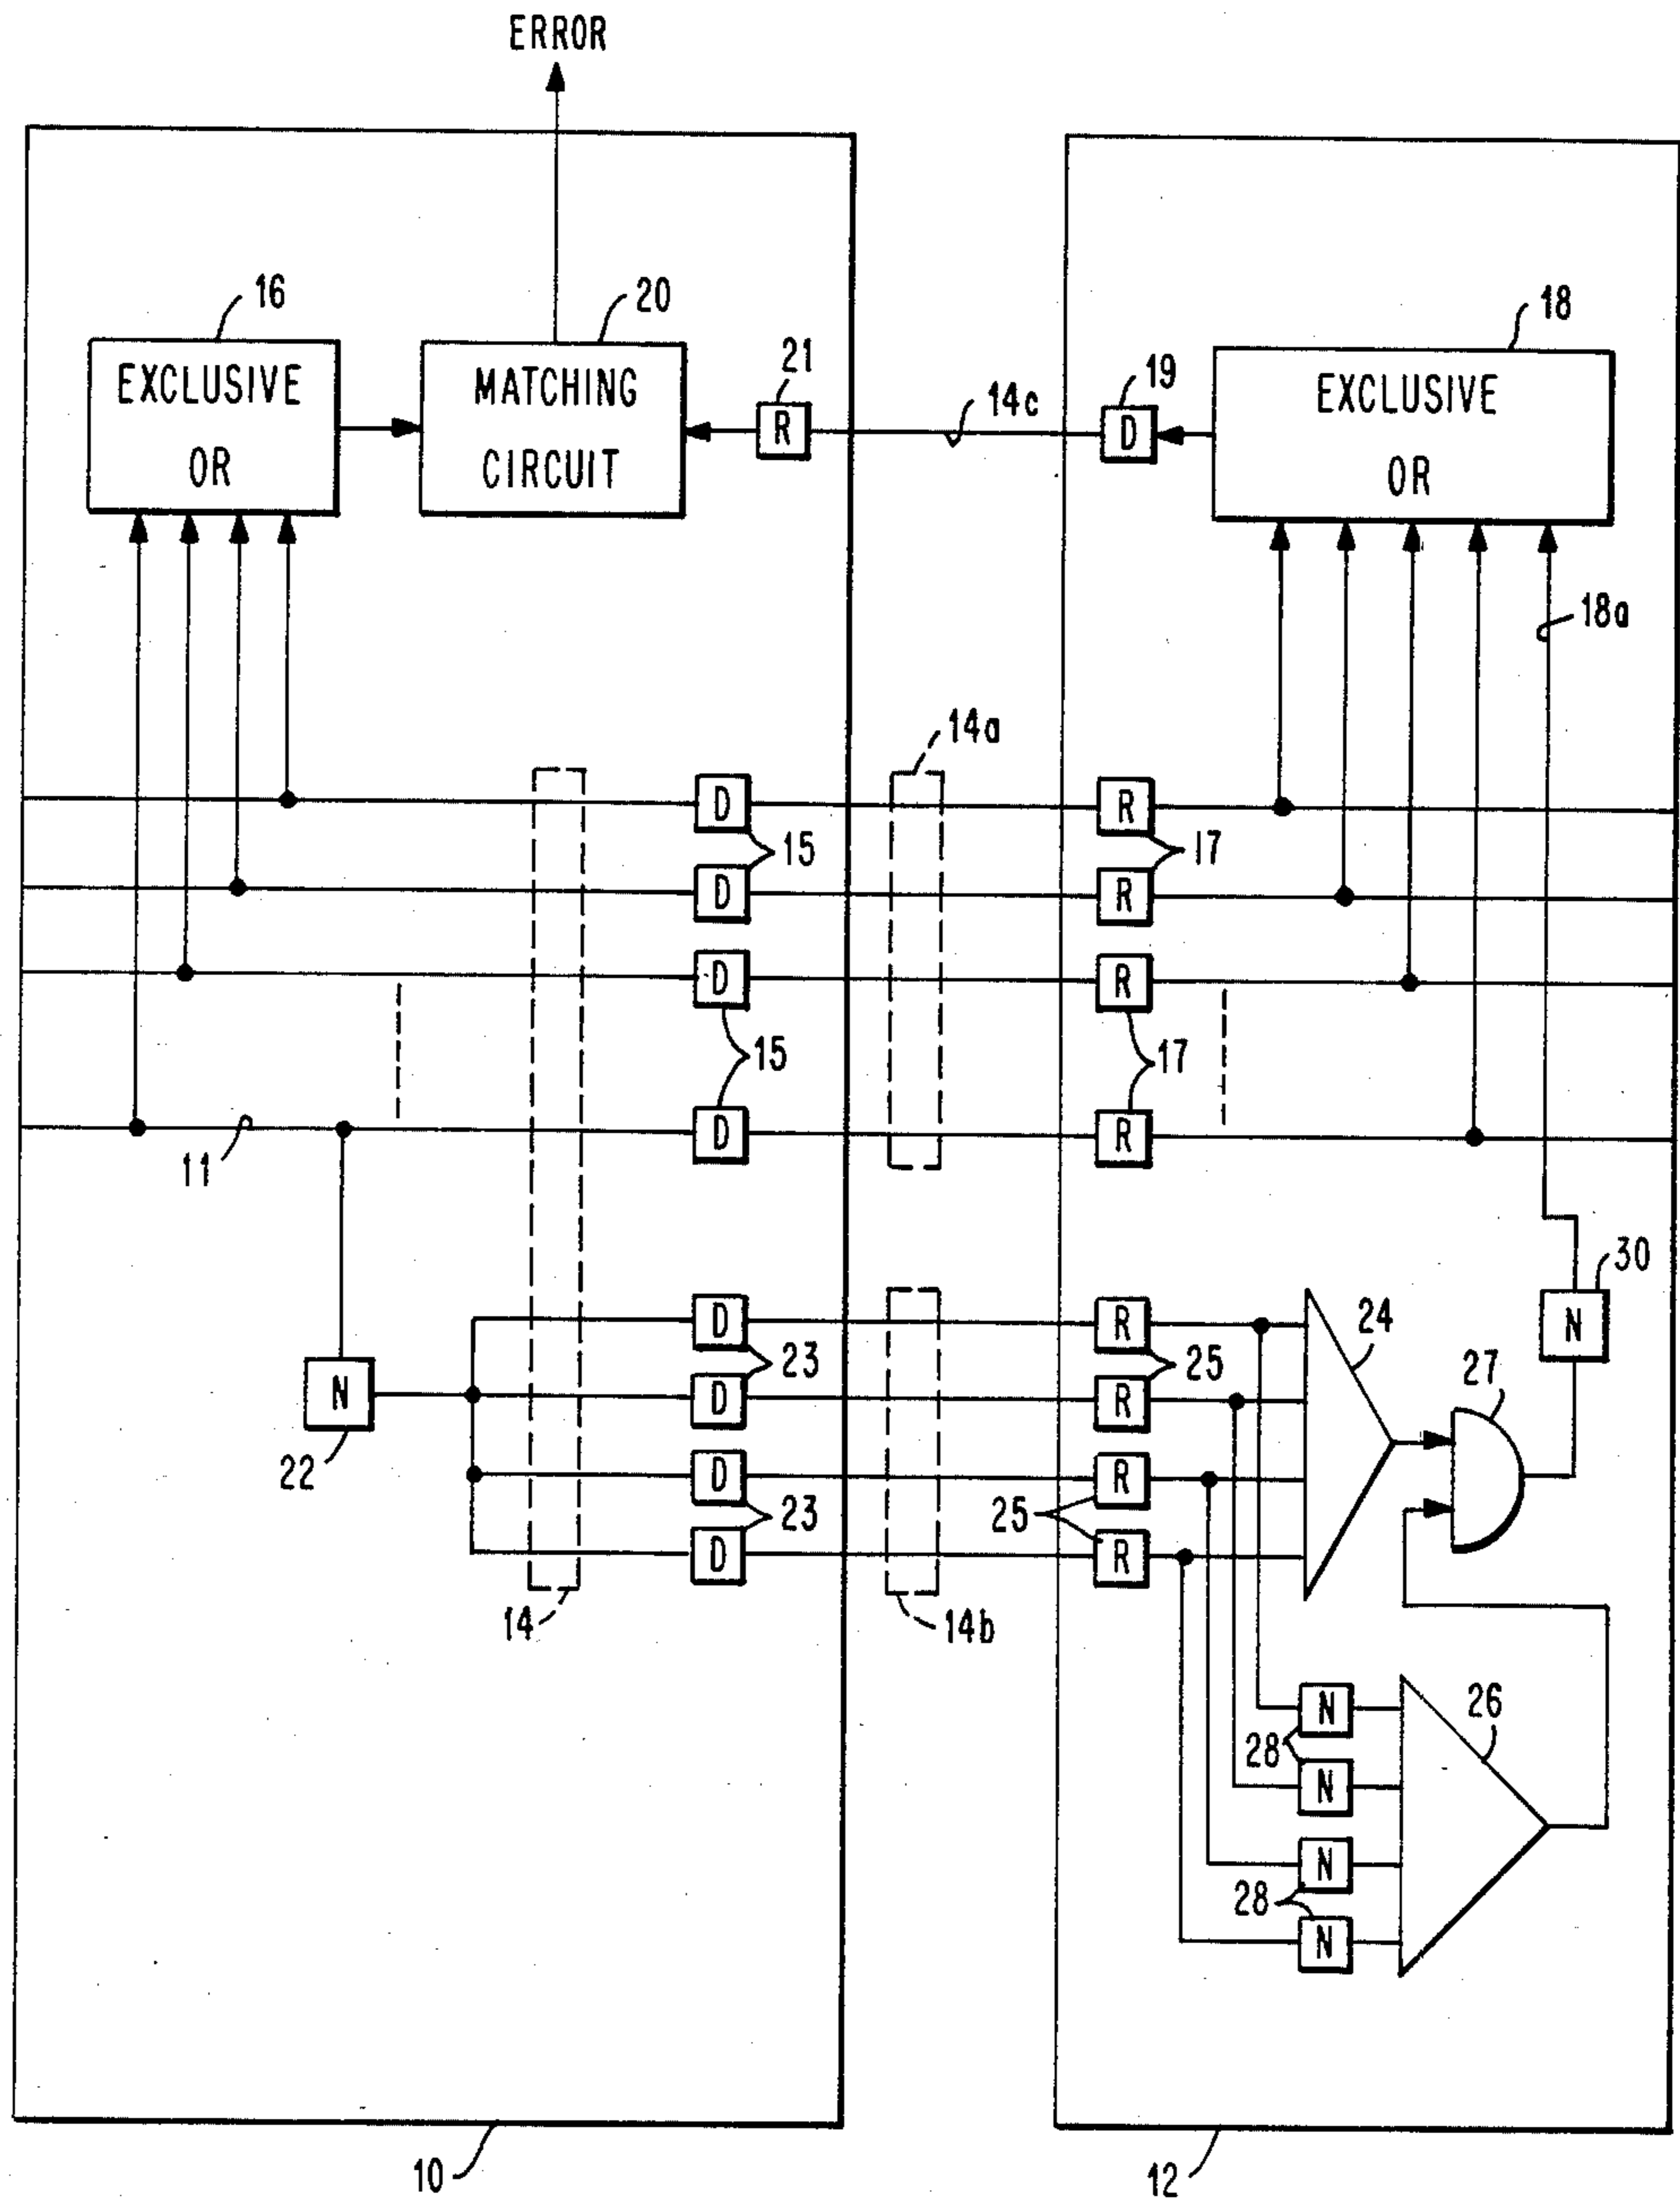 ERROR
16
20
18
EXCLUSIVE
OR
MATCHING
CIRCUIT
21
R
14c
19
D
EXCLUSIVE
OR
18a
14a
D
R
15
17
D
R
D
R
15
17
11
D
R
30
N
24
D
R
23
25
27
N
D
R
22
D
R
23
25
D
R
14
14b
26
N
28
N
N
28
N
10
12